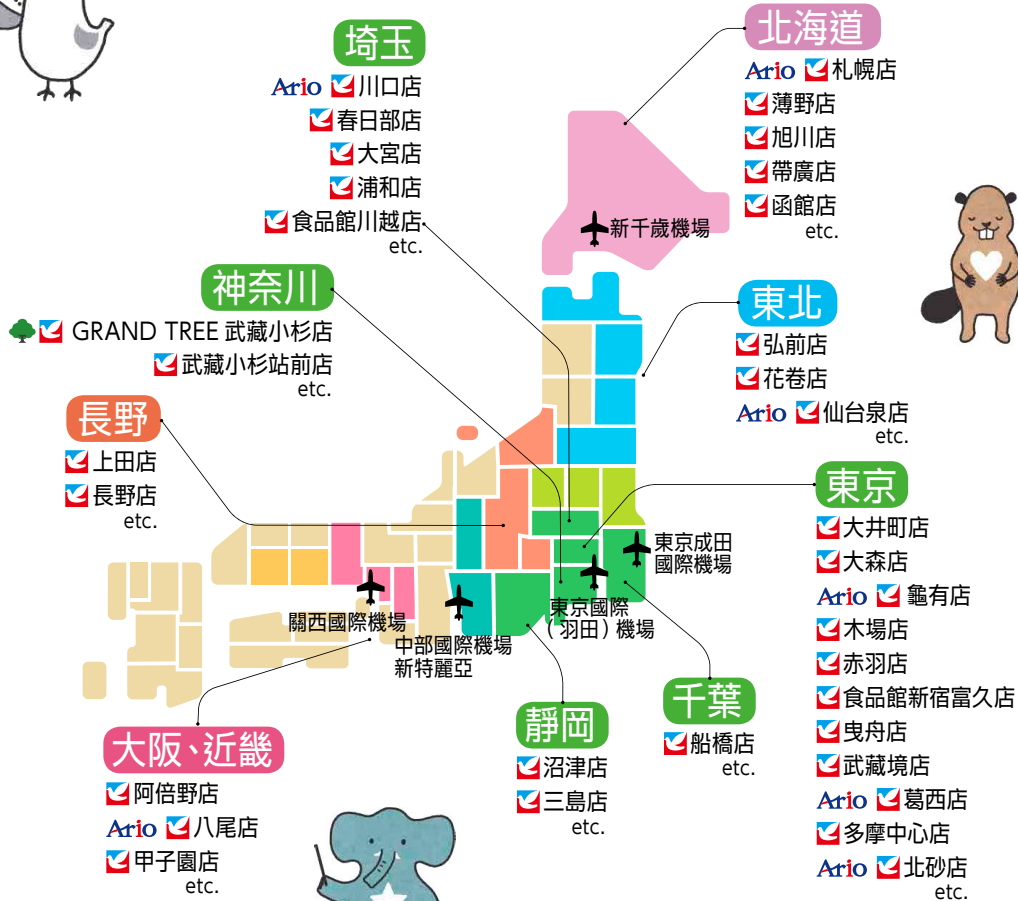 埼玉
Ario 川口店
春日部店
大宮店
浦和店
食品館川越店
etc.
北海道
Ario 札幌店
薄野店
旭川店
帶廣店
函館店
etc.
新千歲機場
神奈川
GRAND TREE 武藏小杉店
武藏小杉站前店
etc.
東北
弘前店
花卷店
Ario 仙台泉店
etc.
長野
上田店
長野店
etc.
東京
大井町店
大森店
Ario 龜有店
木場店
赤羽店
食品館新宿富久店
曳舟店
武藏境店
Ario 葛西店
多摩中心店
Ario 北砂店
etc.
東京成田
國際機場
東京國際
(羽田)機場
關西國際機場
中部國際機場
新特麗亞
千葉
船橋店
etc.
靜岡
沼津店
三島店
etc.
大阪、近畿
阿倍野店
Ario 八尾店
甲子園店
etc.